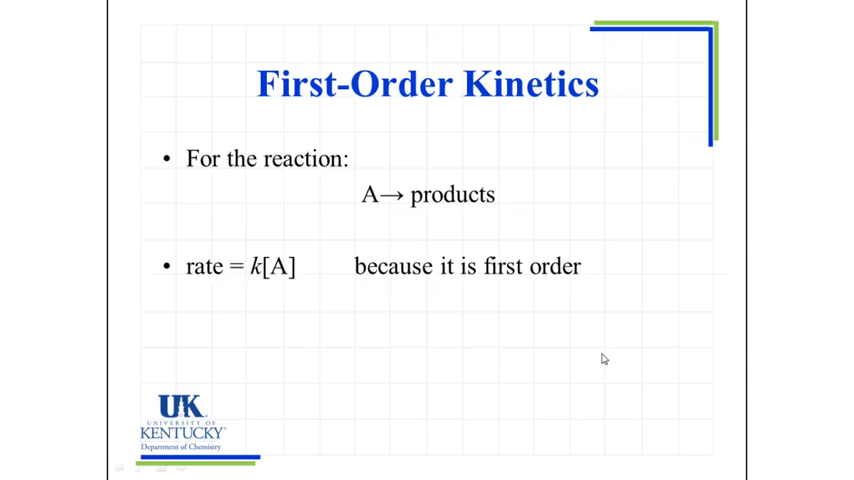 First-Order Kinetics
• For the reaction:
A→ products
• rate = k[A] because it is first order
UK
UNIVERSITY OF
KENTUCKY
Department of Chemistry